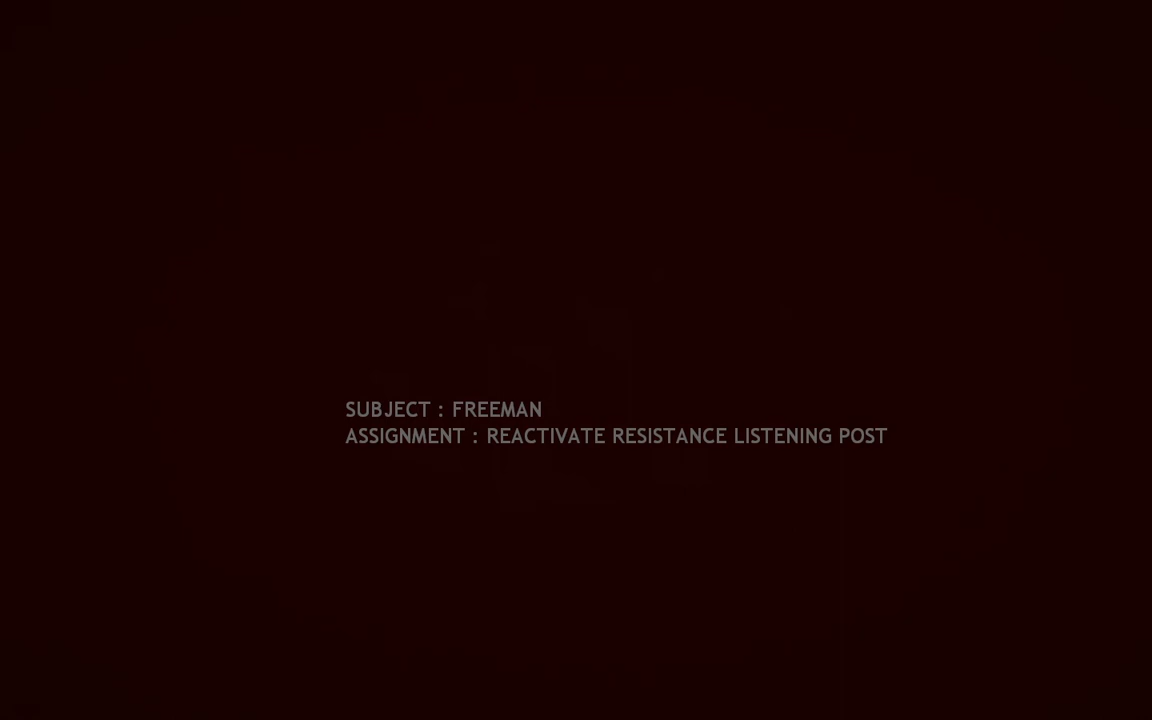 SUBJECT : FREEMAN
ASSIGNMENT : REACTIVATE RESISTANCE LISTENING POST